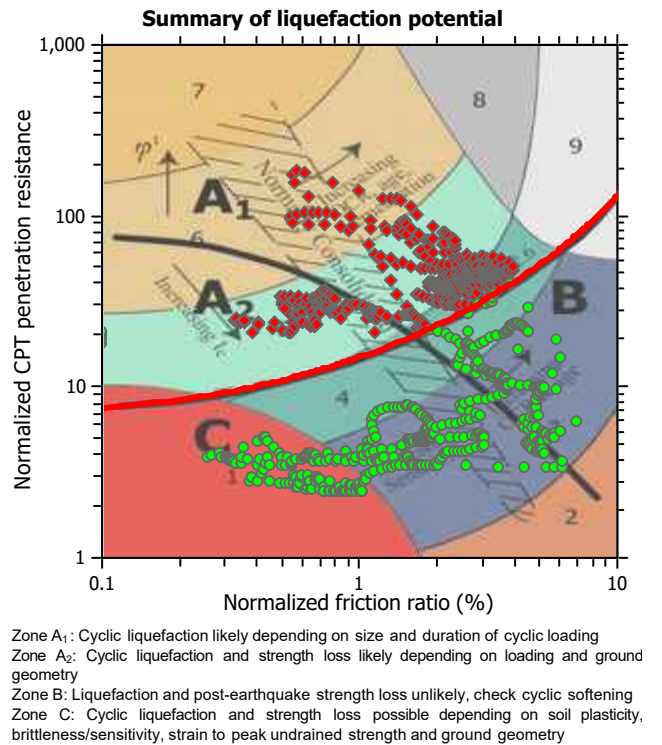 Summary of liquefaction potential
Normalized CPT penetration resistance
1,000
100
10
1
0.1
1
10
Normalized friction ratio (%)
7
8
9
φ'
A1
6
A2
B
5
4
C
1
2
Increasing Ic
Zone A₁: Cyclic liquefaction likely depending on size and duration of cyclic loading
Zone A₂: Cyclic liquefaction and strength loss likely depending on loading and ground
geometry
Zone B: Liquefaction and post-earthquake strength loss unlikely, check cyclic softening
Zone C: Cyclic liquefaction and strength loss possible depending on soil plasticity,
brittleness/sensitivity, strain to peak undrained strength and ground geometry